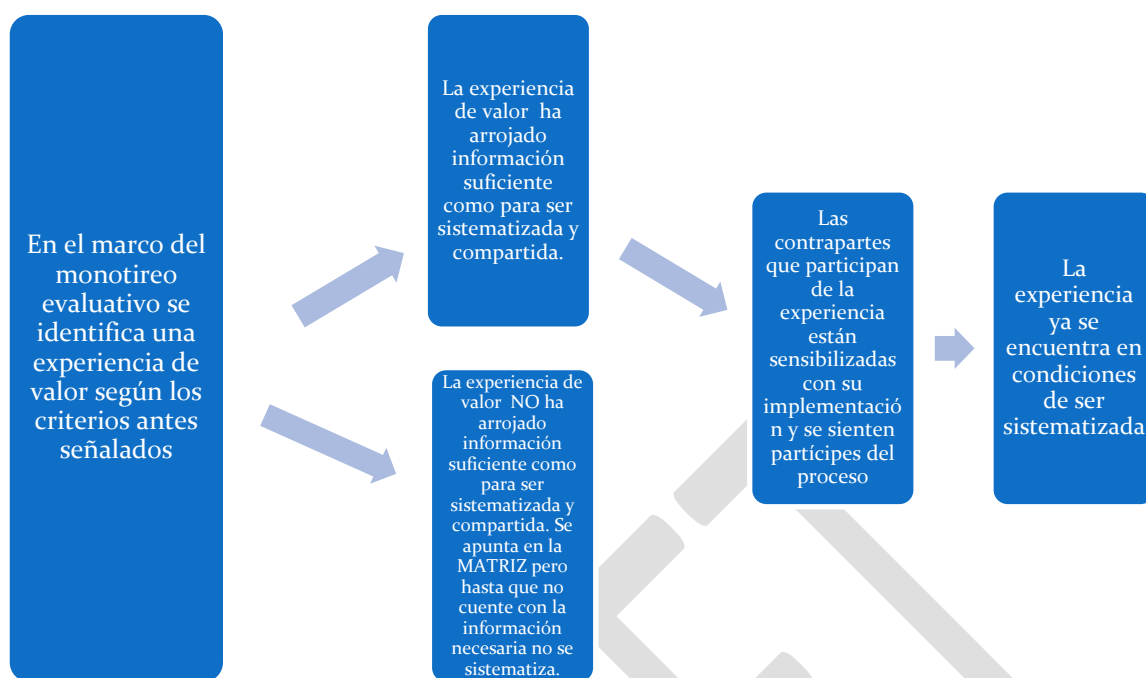 En el marco del
monotireo
evaluativo se
identifica una
experiencia de
valor según los
criterios antes
señalados
La experiencia
de valor ha
arrojado
información
suficiente
como para ser
sistematizada y
compartida.
La experiencia de
valor NO ha
arrojado
información
suficiente como
para ser
sistematizada y
compartida. Se
apunta en la
MATRIZ pero
hasta que no
cuente con la
información
necesaria no se
sistematiza.
Las
contrapartes
que participan
de la
experiencia
están
sensibilizadas
con su
implementació
n y se sienten
partícipes del
proceso
La
experiencia
ya se
encuentra en
condiciones
de ser
sistematizada